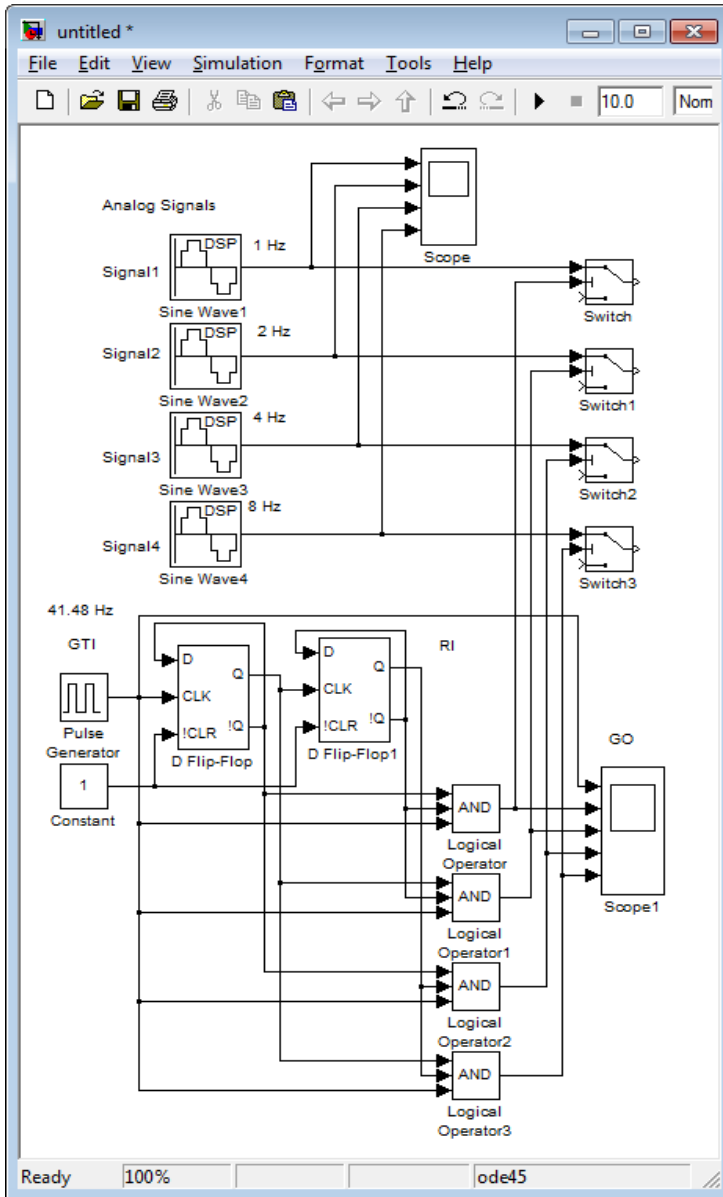 untitled *
File Edit View Simulation Format Tools Help
10.0 Nom
Analog Signals
Scope
Signal1
DSP
1 Hz
Sine Wave1
Switch
Signal2
DSP
2 Hz
Sine Wave2
Switch1
Signal3
DSP
4 Hz
Sine Wave3
Switch2
Signal4
DSP
8 Hz
Sine Wave4
Switch3
41.48 Hz
GTI
RI
D
Q
CLK
!Q
!CLR
D Flip-Flop
D
Q
CLK
!Q
!CLR
D Flip-Flop1
Pulse
Generator
1
Constant
GO
Scope1
AND
Logical
Operator
AND
Logical
Operator1
AND
Logical
Operator2
AND
Logical
Operator3
Ready 100% ode45